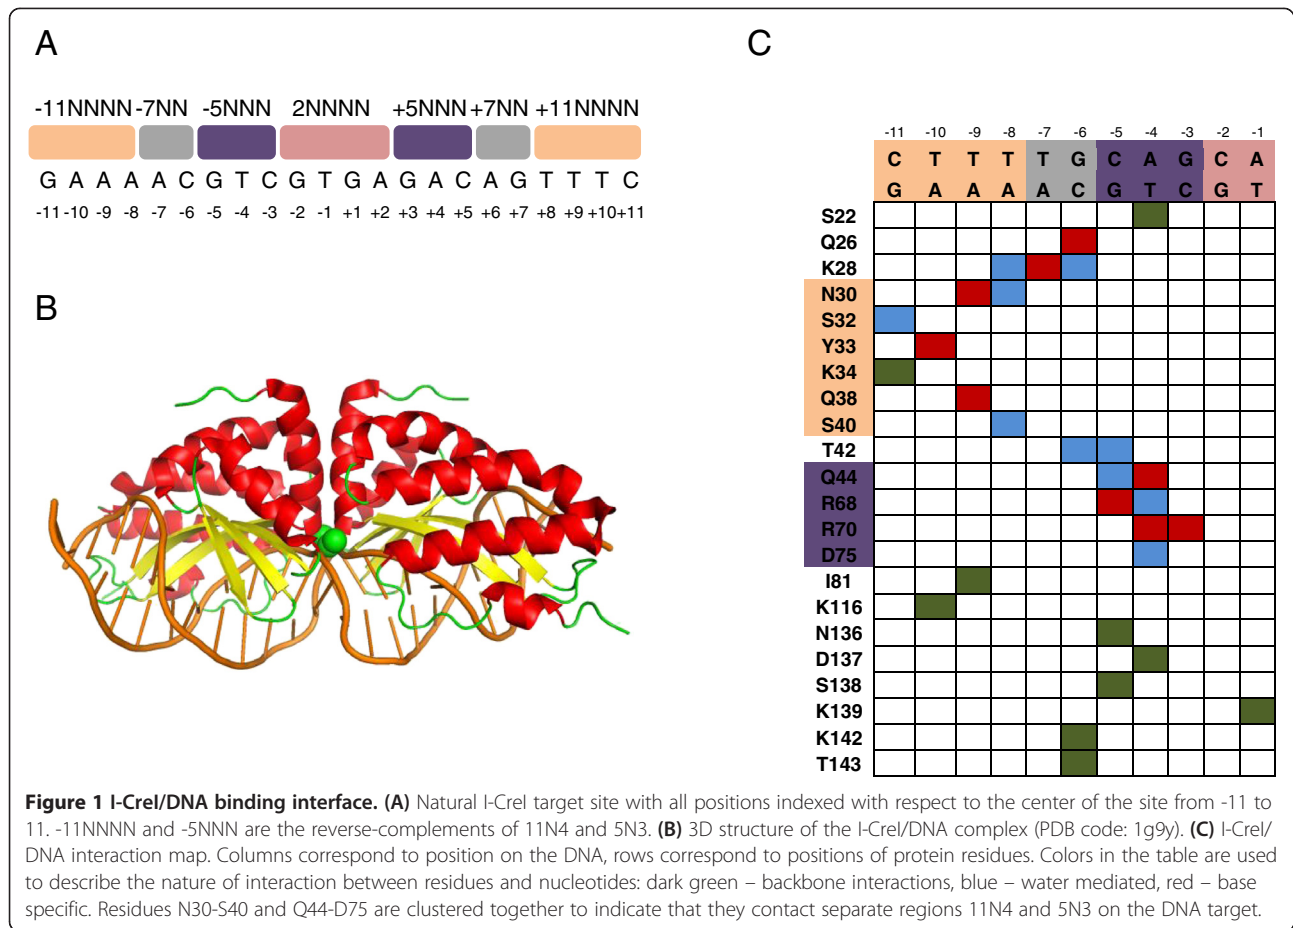 A
-11NNNN -7NN -5NNN 2NNNN +5NNN +7NN +11NNNN
G A A A A C G T C G T G A G A C A G T T T C
-11 -10 -9 -8 -7 -6 -5 -4 -3 -2 -1 +1 +2 +3 +4 +5 +6 +7 +8 +9 +10 +11
B
C
-11 -10 -9 -8 -7 -6 -5 -4 -3 -2 -1
C T T T T G C A G C A
G A A A A C G T C G T
S22
Q26
K28
N30
S32
Y33
K34
Q38
S40
T42
Q44
R68
R70
D75
I81
K116
N136
D137
S138
K139
K142
T143
Figure 1 I-CreI/DNA binding interface. (A) Natural I-CreI target site with all positions indexed with respect to the center of the site from -11 to
11. -11NNNN and -5NNN are the reverse-complements of 11N4 and 5N3. (B) 3D structure of the I-CreI/DNA complex (PDB code: 1g9y). (C) I-CreI/
DNA interaction map. Columns correspond to position on the DNA, rows correspond to positions of protein residues. Colors in the table are used
to describe the nature of interaction between residues and nucleotides: dark green – backbone interactions, blue – water mediated, red – base
specific. Residues N30-S40 and Q44-D75 are clustered together to indicate that they contact separate regions 11N4 and 5N3 on the DNA target.